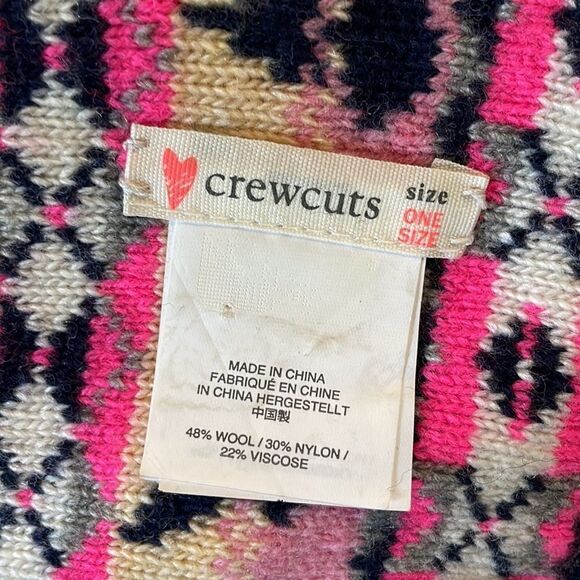 crewcuts size
ONE
SIZE
MADE IN CHINA
FABRIQUÉ EN CHINE
IN CHINA HERGESTELLT
中国製
48% WOOL / 30% NYLON /
22% VISCOSE